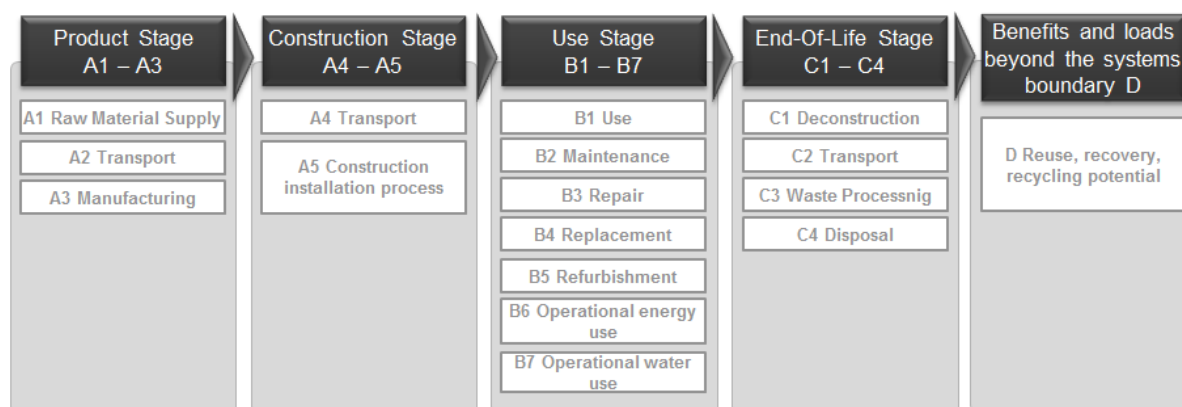 Product Stage
A1 – A3
A1 Raw Material Supply
A2 Transport
A3 Manufacturing
Construction Stage
A4 – A5
A4 Transport
A5 Construction
installation process
Use Stage
B1 – B7
B1 Use
B2 Maintenance
B3 Repair
B4 Replacement
B5 Refurbishment
B6 Operational energy
use
B7 Operational water
use
End-Of-Life Stage
C1 – C4
C1 Deconstruction
C2 Transport
C3 Waste Processnig
C4 Disposal
Benefits and loads
beyond the systems
boundary D
D Reuse, recovery,
recycling potential